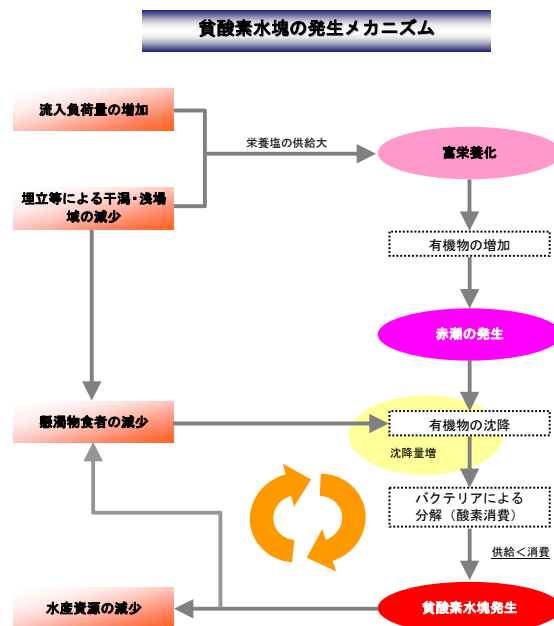 貧酸素水塊の発生メカニズム
流入負荷量の増加
栄養塩の供給大
富栄養化
埋立等による干潟・浅場
域の減少
有機物の増加
赤潮の発生
懸濁物食者の減少
有機物の沈降
沈降量増
バクテリアによる
分解（酸素消費）
供給＜消費
水産資源の減少
貧酸素水塊発生